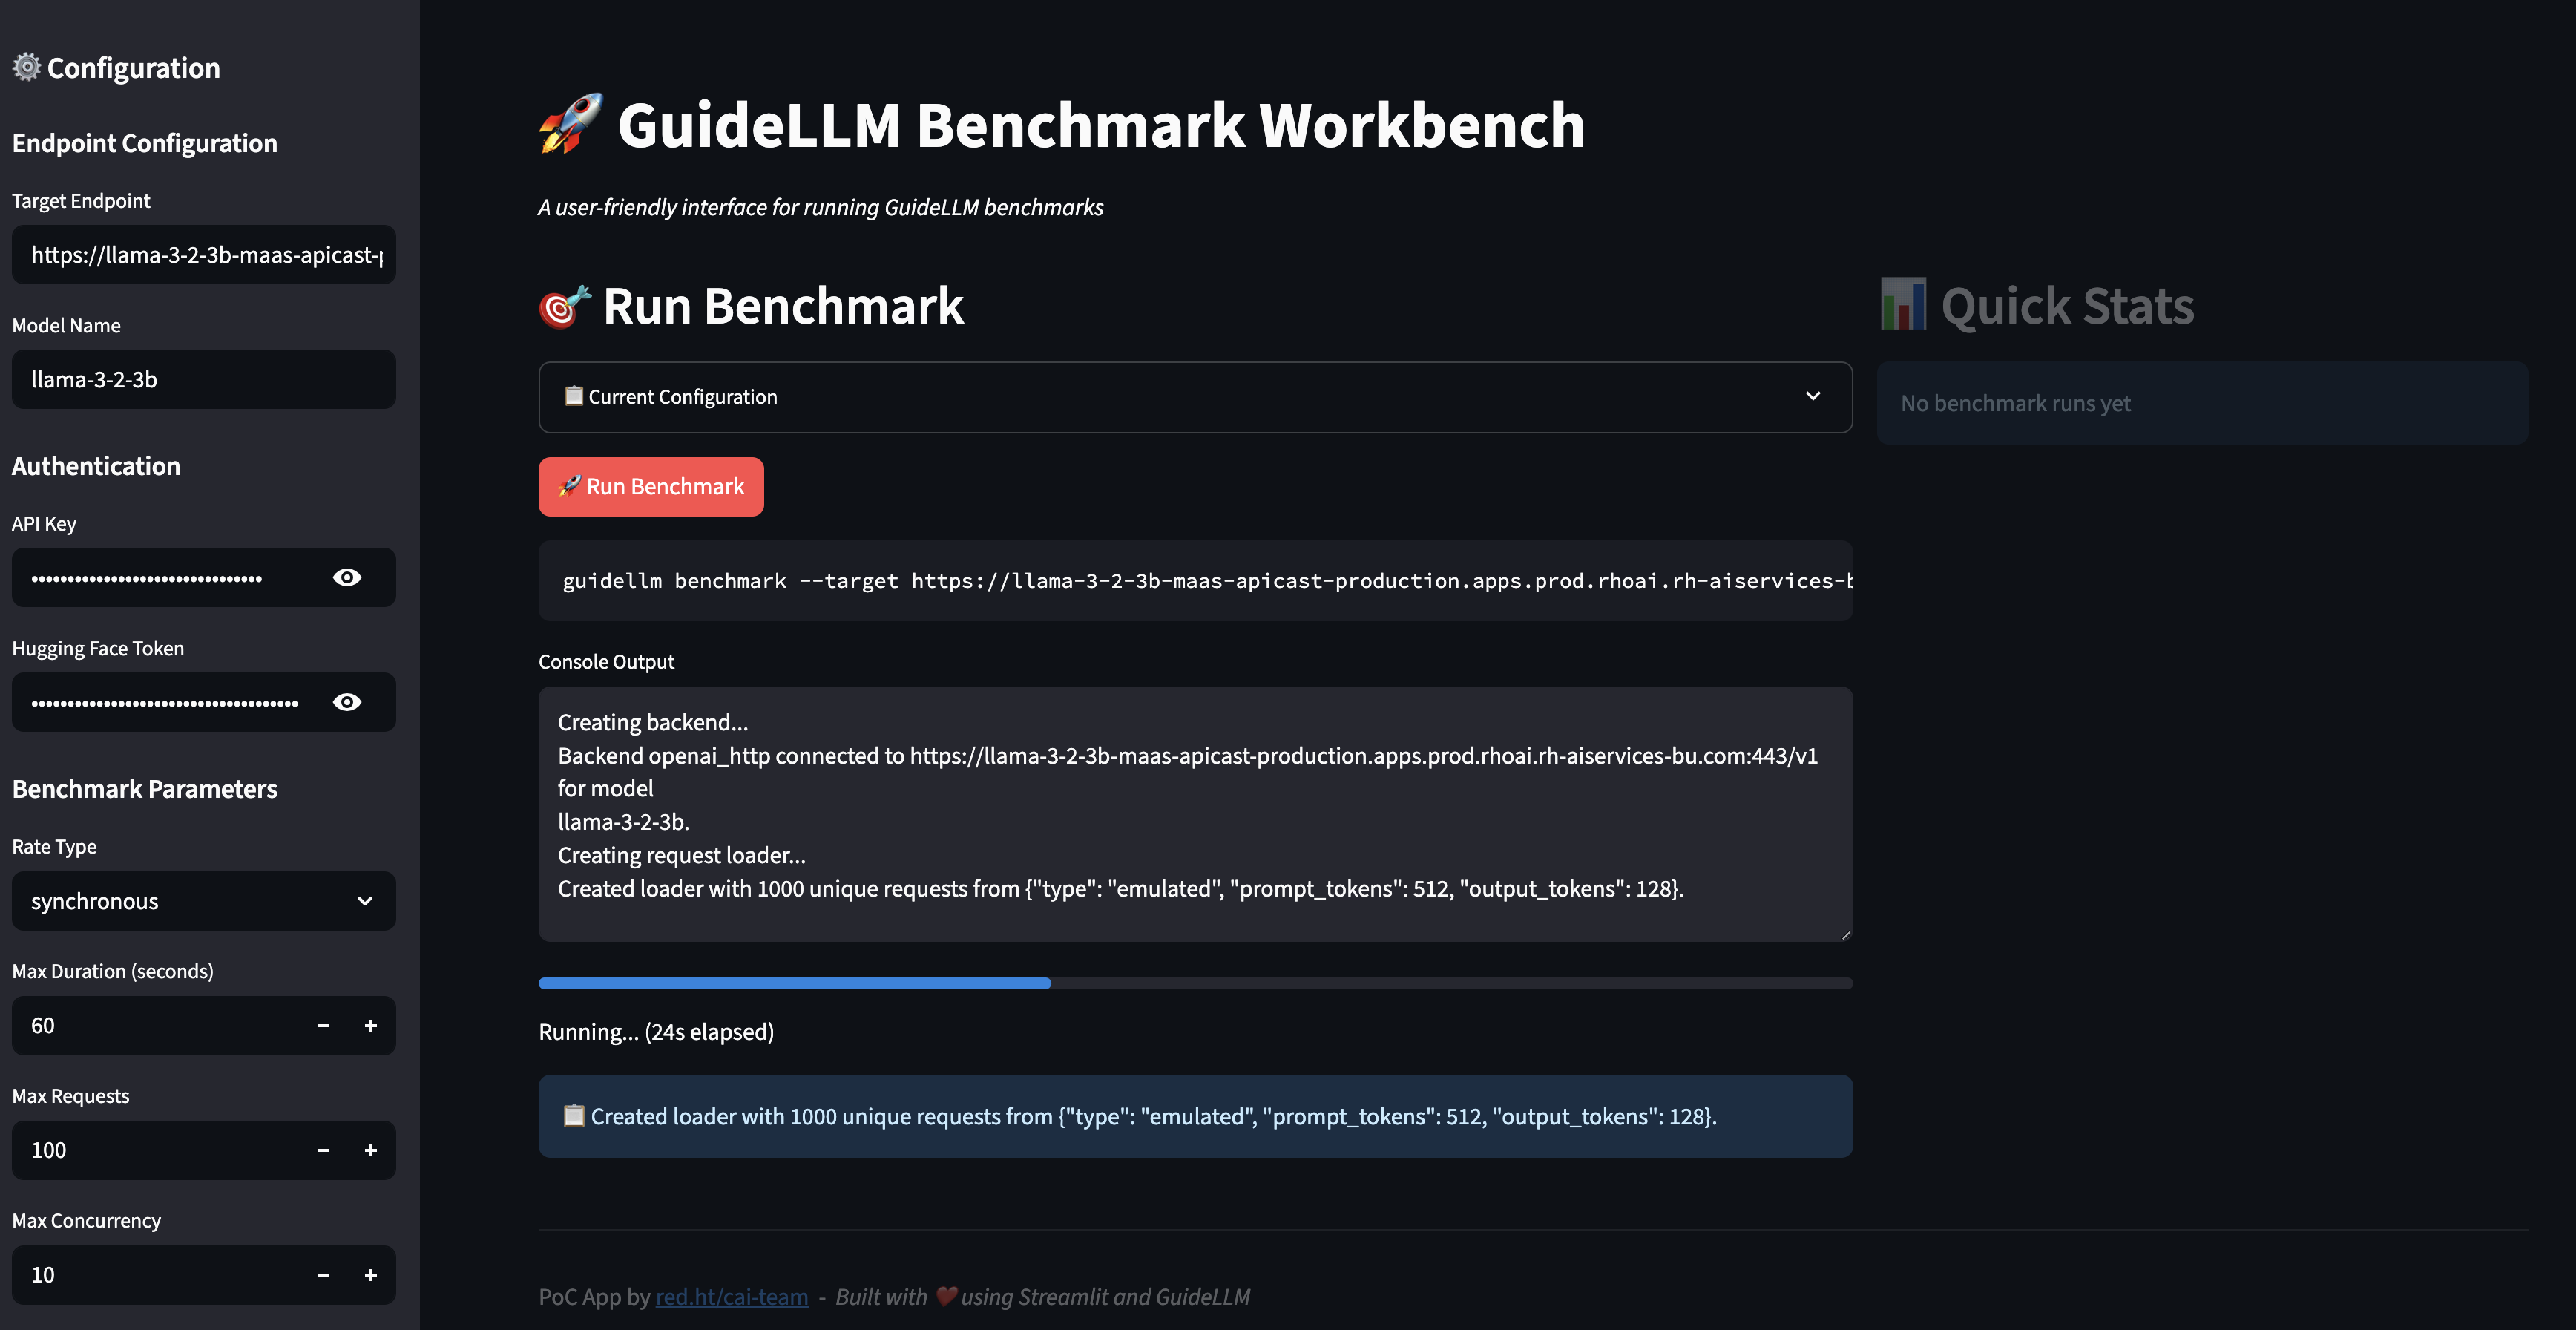 Configuration
Endpoint Configuration
Target Endpoint
https://llama-3-2-3b-maas-apicast-p
Model Name
llama-3-2-3b
Authentication
API Key
Hugging Face Token
Benchmark Parameters
Rate Type
synchronous
Max Duration (seconds)
60
Max Requests
100
Max Concurrency
10
GuideLLM Benchmark Workbench
A user-friendly interface for running GuideLLM benchmarks
Run Benchmark
Current Configuration
Run Benchmark
guidellm benchmark --target https://llama-3-2-3b-maas-apicast-production.apps.prod.rhoai.rh-aiservices-b
Console Output
Creating backend...
Backend openai_http connected to https://llama-3-2-3b-maas-apicast-production.apps.prod.rhoai.rh-aiservices-bu.com:443/v1
for model
llama-3-2-3b.
Creating request loader...
Created loader with 1000 unique requests from {"type": "emulated", "prompt_tokens": 512, "output_tokens": 128}.
Running... (24s elapsed)
Created loader with 1000 unique requests from {"type": "emulated", "prompt_tokens": 512, "output_tokens": 128}.
Quick Stats
No benchmark runs yet
PoC App by red.ht/cai-team - Built with ❤️ using Streamlit and GuideLLM